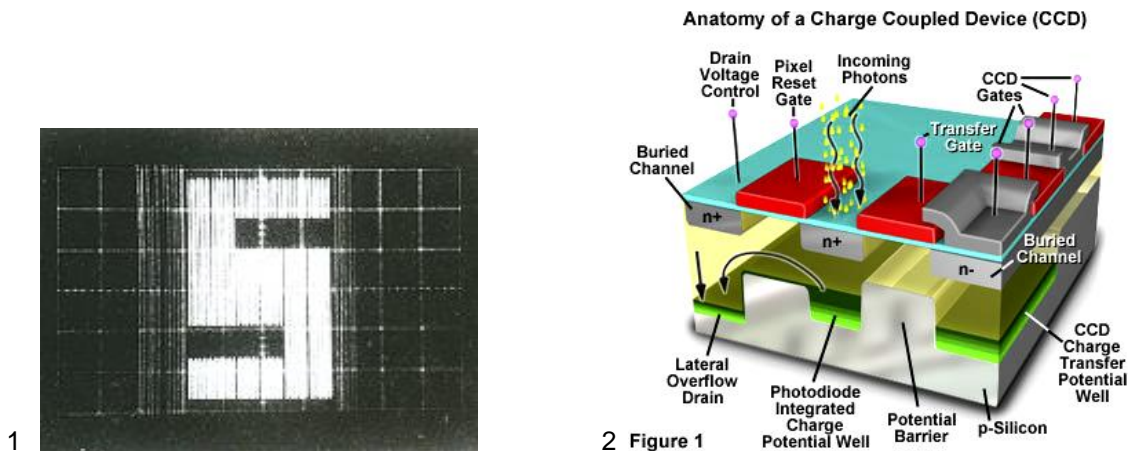 Anatomy of a Charge Coupled Device (CCD)
Drain
Voltage
Control
Pixel
Reset
Gate
Incoming
Photons
CCD
Gates
Transfer
Gate
Buried
Channel
n+
n+
n-
Buried
Channel
Lateral
Overflow
Drain
Photodiode
Integrated
Charge
Potential Well
Potential
Barrier
p-Silicon
CCD
Charge
Transfer
Potential
Well
1
2 Figure 1